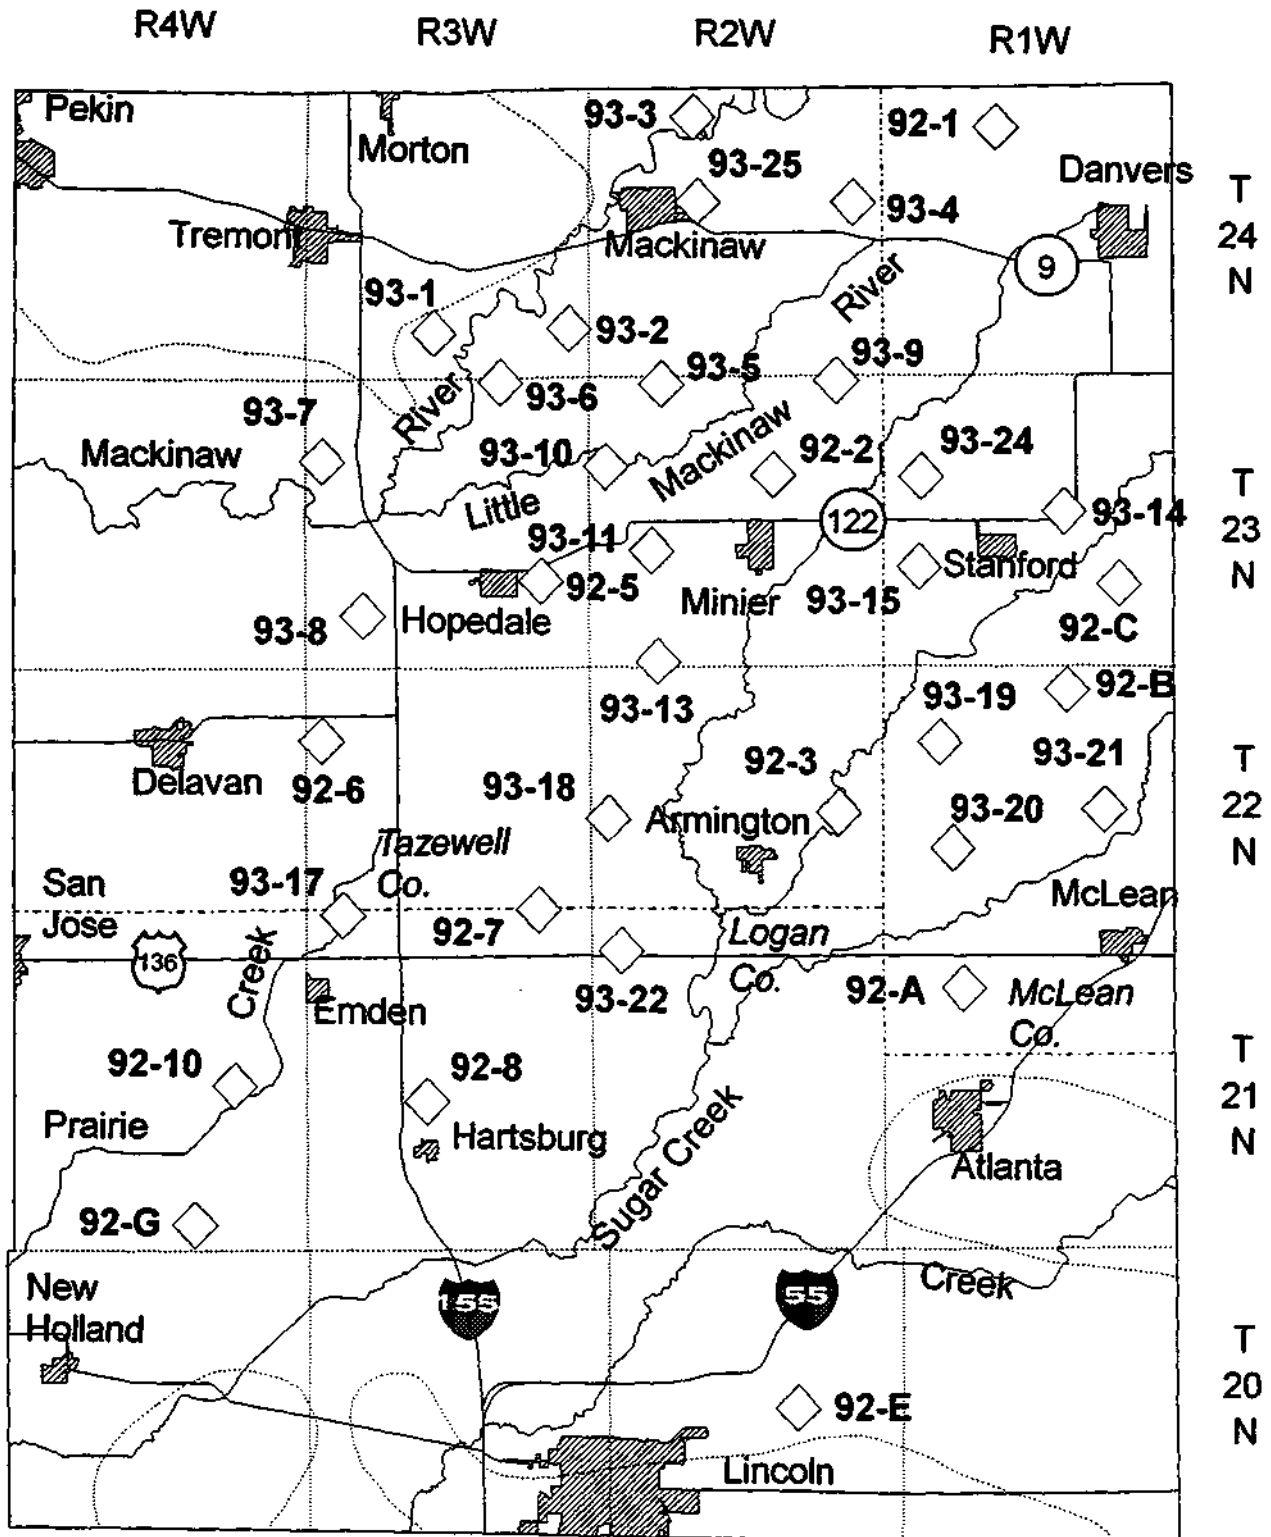 R4W
R3W
R2W
R1W
Pekin
Morton
93-3
92-1
93-25
Danvers
T
24
N
Tremont
Mackinaw
93-4
9
93-1
93-2
River
93-5
93-9
93-6
River
93-7
Mackinaw
93-10
Mackinaw
92-2
93-24
T
23
N
Little
122
93-14
93-11
92-5
Stanford
Minier
93-15
Hopedale
93-8
92-C
93-13
93-19
92-B
92-3
93-21
T
22
N
Delavan
92-6
93-18
Armington
93-20
Tazewell
Co.
San
Jose
93-17
McLean
92-7
Logan
Co.
136
Creek
Emden
93-22
92-A
McLean
Co.
92-10
92-8
T
21
N
Prairie
Hartsburg
Sugar Creek
Atlanta
92-G
New
Holland
155
55
Creek
T
20
N
92-E
Lincoln